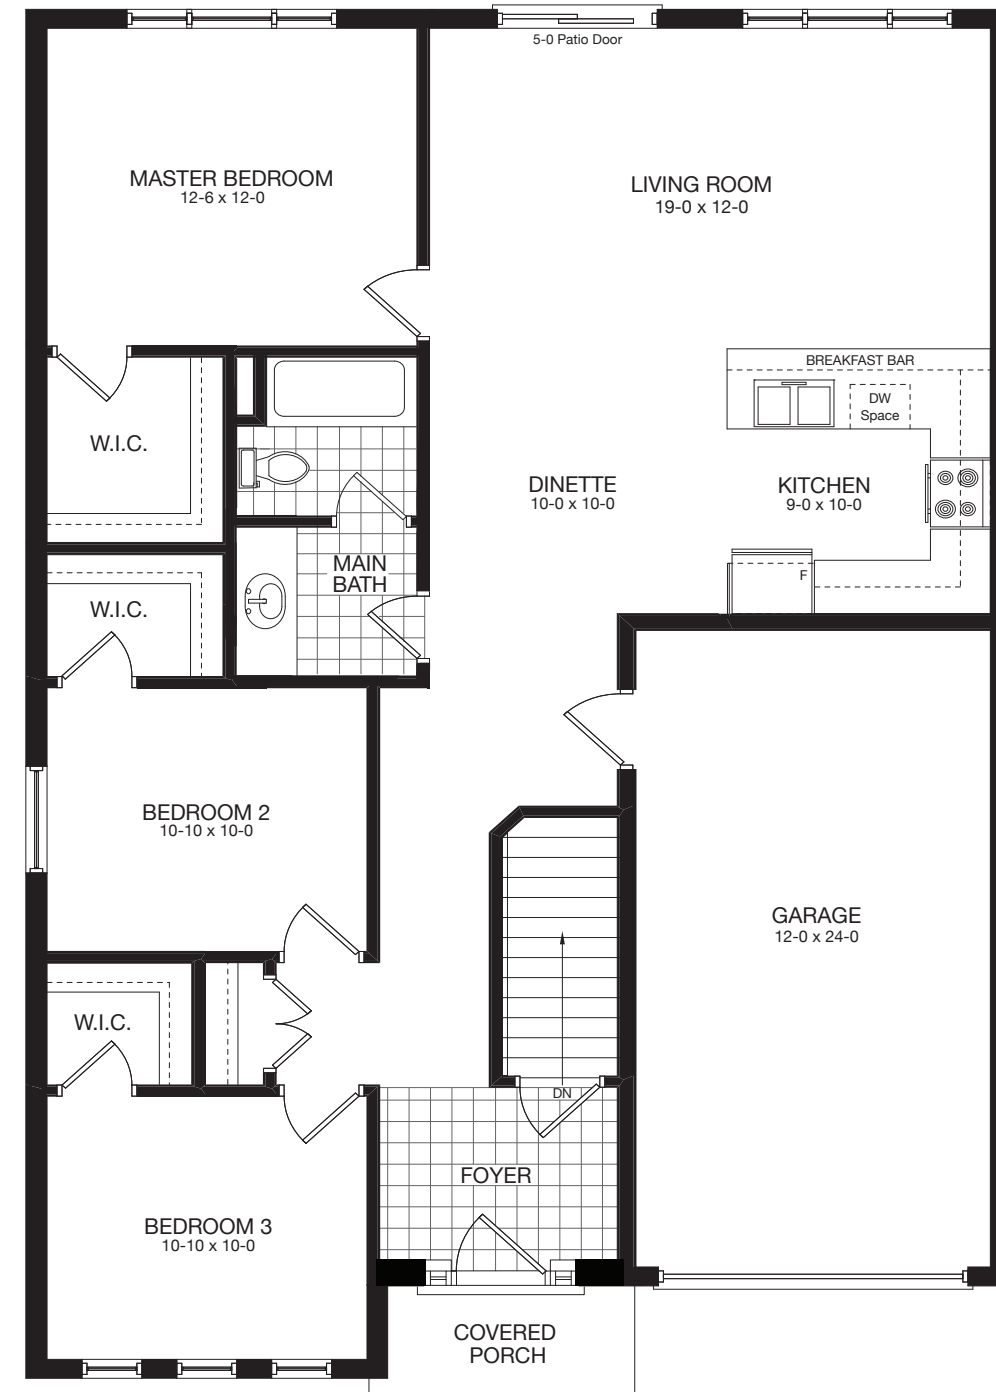 5-0 Patio Door
MASTER BEDROOM
12-6 x 12-0
LIVING ROOM
19-0 x 12-0
BREAKFAST BAR
DW
Space
W.I.C.
DINETTE
10-0 x 10-0
KITCHEN
9-0 x 10-0
F
MAIN
BATH
W.I.C.
BEDROOM 2
10-10 x 10-0
GARAGE
12-0 x 24-0
W.I.C.
DN
FOYER
BEDROOM 3
10-10 x 10-0
COVERED
PORCH